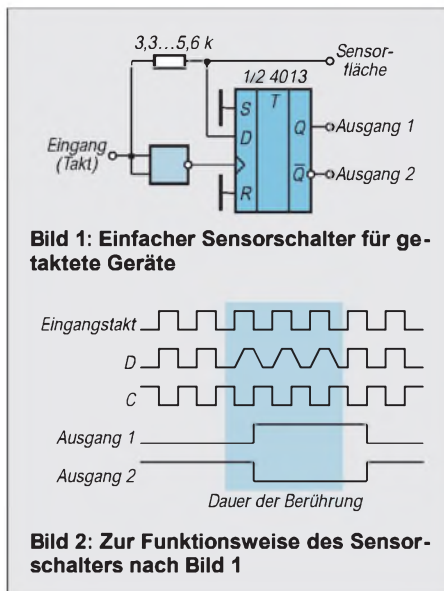 3,3...5,6 k
Sensor-
fläche
1/2 4013
S
T
D
Q
Ausgang 1
Eingang
(Takt)
Q̅
Ausgang 2
R
Bild 1: Einfacher Sensorschalter für ge-
taktete Geräte
Eingangstakt
D
C
Ausgang 1
Ausgang 2
Dauer der Berührung
Bild 2: Zur Funktionsweise des Sensor-
schalters nach Bild 1